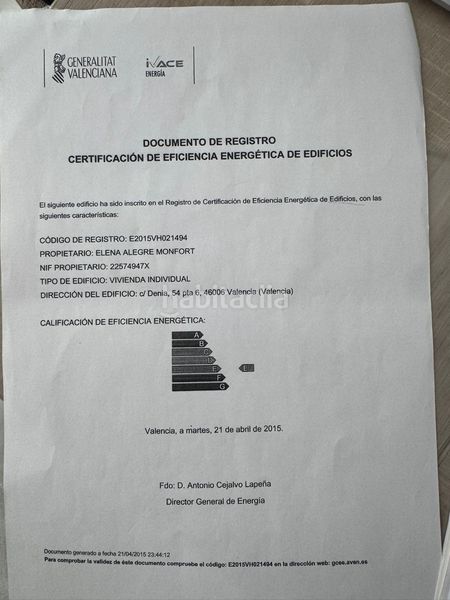 GENERALITAT
VALENCIANA
iVACE
ENERGÍA
DOCUMENTO DE REGISTRO
CERTIFICACIÓN DE EFICIENCIA ENERGÉTICA DE EDIFICIOS
El siguiente edificio ha sido inscrito en el Registro de Certificación de Eficiencia Energética de Edificios, con las
siguientes características:
CÓDIGO DE REGISTRO: E2015VH021494
PROPIETARIO: ELENA ALEGRE MONFORT
NIF PROPIETARIO: 22574947X
TIPO DE EDIFICIO: VIVIENDA INDIVIDUAL
DIRECCIÓN DEL EDIFICIO: c/ Denia, 54 pta 6, 46006 Valencia (Valencia)
habitaclia
CALIFICACIÓN DE EFICIENCIA ENERGÉTICA:
A
B
C
D
E E
F
G
Valencia, a martes, 21 de abril de 2015.
Fdo: D. Antonio Cejalvo Lapeña
Director General de Energía
Documento generado a fecha 21/04/2015 23:44:12
Para comprobar la validez de éste documento compruebe el código: E2015VH021494 en la dirección web: gcee.aven.es